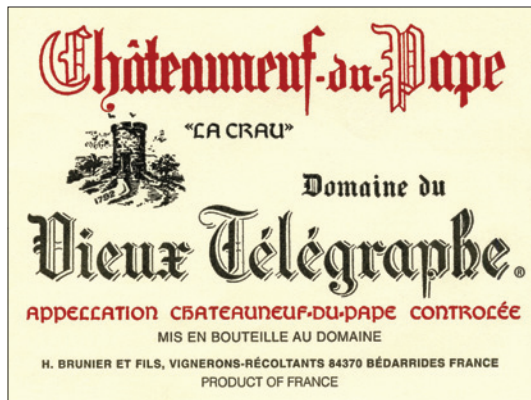 Châteauneuf-du-Pape
«LA CRAU»
1792
Domaine du
Vieux Télégraphe®
APPELLATION CHATEAUNEUF-DU-PAPE CONTROLÉE
MIS EN BOUTEILLE AU DOMAINE
H. BRUNIER ET FILS, VIGNERONS-RÉCOLTANTS 84370 BÉDARRIDES FRANCE
PRODUCT OF FRANCE